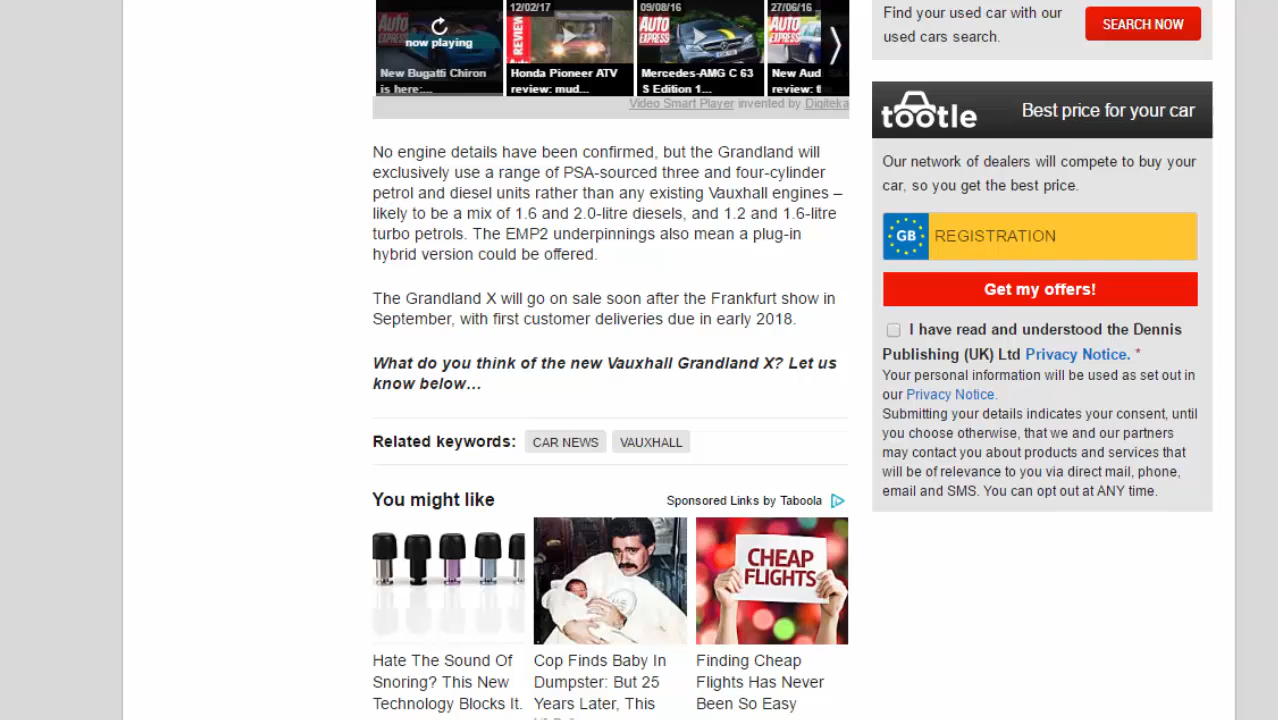 12/02/17
09/08/16
27/06/16
AUTO EXPRESS
REVIEW
AUTO EXPRESS
AUTO EXPRESS
now playing
New Bugatti Chiron is here:...
Honda Pioneer ATV review: mud...
Mercedes-AMG C 63 S Edition 1...
New Aud
review:
Video Smart Player invented by Digiteka
No engine details have been confirmed, but the Grandland will
exclusively use a range of PSA-sourced three and four-cylinder
petrol and diesel units rather than any existing Vauxhall engines –
likely to be a mix of 1.6 and 2.0-litre diesels, and 1.2 and 1.6-litre
turbo petrols. The EMP2 underpinnings also mean a plug-in
hybrid version could be offered.
The Grandland X will go on sale soon after the Frankfurt show in
September, with first customer deliveries due in early 2018.
What do you think of the new Vauxhall Grandland X? Let us
know below…
Related keywords: CAR NEWS VAUXHALL
You might like
Sponsored Links by Taboola
CHEAP
FLIGHTS
Hate The Sound Of
Snoring? This New
Technology Blocks It.
Cop Finds Baby In
Dumpster: But 25
Years Later, This
Finding Cheap
Flights Has Never
Been So Easy
Find your used car with our
used cars search.
SEARCH NOW
tootle
Best price for your car
Our network of dealers will compete to buy your
car, so you get the best price.
GB REGISTRATION
Get my offers!
I have read and understood the Dennis
Publishing (UK) Ltd Privacy Notice. *
Your personal information will be used as set out in
our Privacy Notice.
Submitting your details indicates your consent, until
you choose otherwise, that we and our partners
may contact you about products and services that
will be of relevance to you via direct mail, phone,
email and SMS. You can opt out at ANY time.